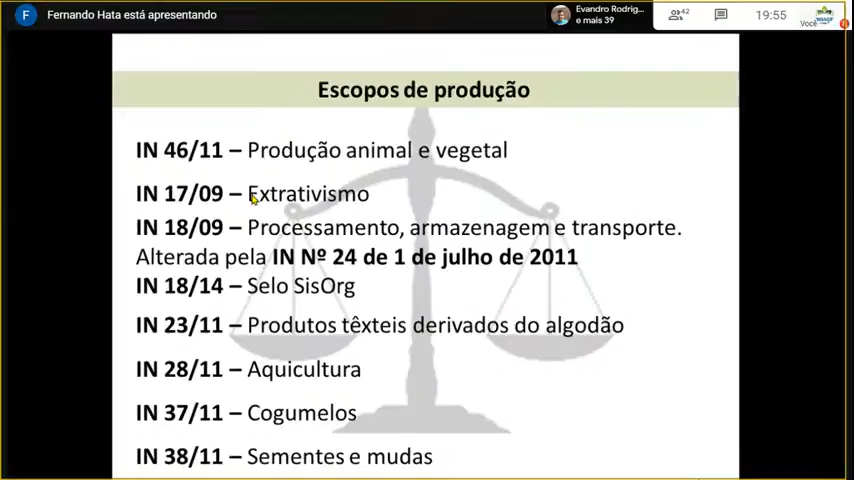 F Fernando Hata está apresentando
Evandro Rodrig...
e mais 39
42
19:55
Você
Escopos de produção
IN 46/11 – Produção animal e vegetal
IN 17/09 – Extrativismo
IN 18/09 – Processamento, armazenagem e transporte.
Alterada pela IN Nº 24 de 1 de julho de 2011
IN 18/14 – Selo SisOrg
IN 23/11 – Produtos têxteis derivados do algodão
IN 28/11 – Aquicultura
IN 37/11 – Cogumelos
IN 38/11 – Sementes e mudas